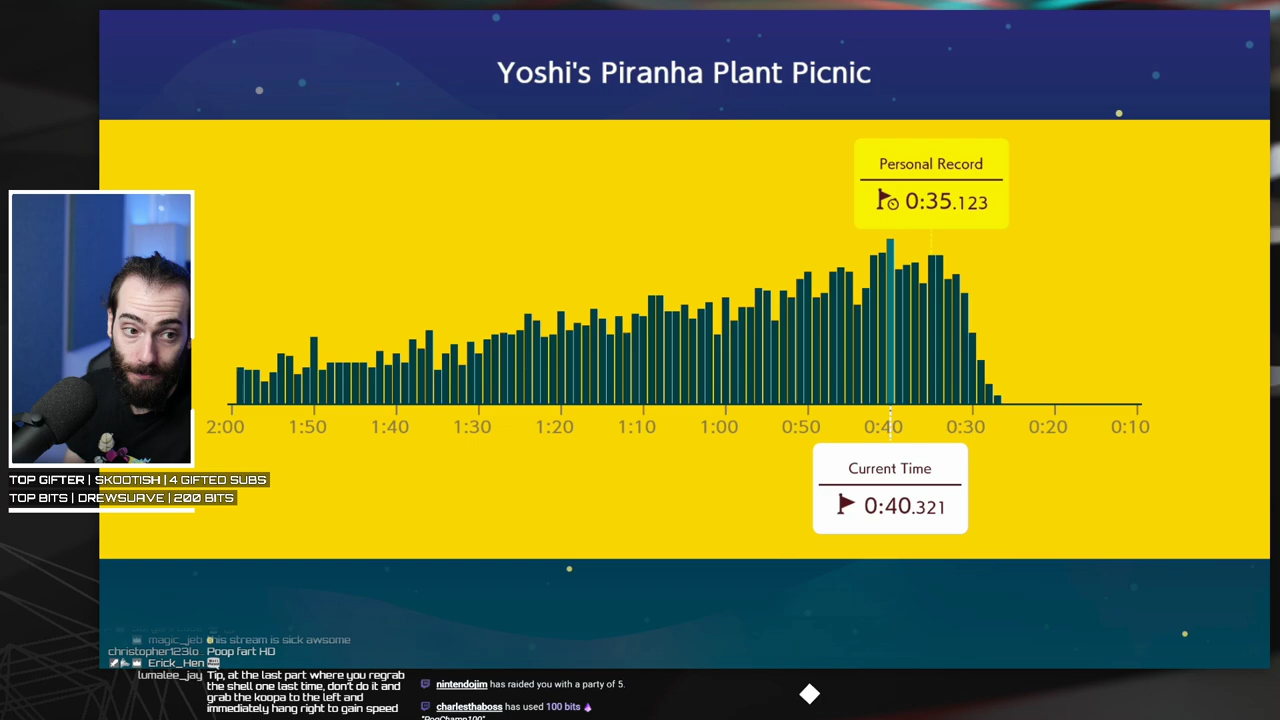 Yoshi's Piranha Plant Picnic
Personal Record
0:35.123
2:00 1:50 1:40 1:30 1:20 1:10 1:00 0:50 0:40 0:30 0:20 0:10
Current Time
0:40.321
TOP GIFTER | SKOOTISH | 4 GIFTED SUBS
TOP BITS | DREWSUAVE | 200 BITS
magic_jeb this stream is sick awsome
christopher123lo Poop fart HD
Erick_Hen
lumalee_jay Tip, at the last part where you regrab
the shell one last time, don't do it and
grab the koopa to the left and
immediately hang right to gain speed
nintendojim has raided you with a party of 5.
charlesthaboss has used 100 bits
"PogChamp100"